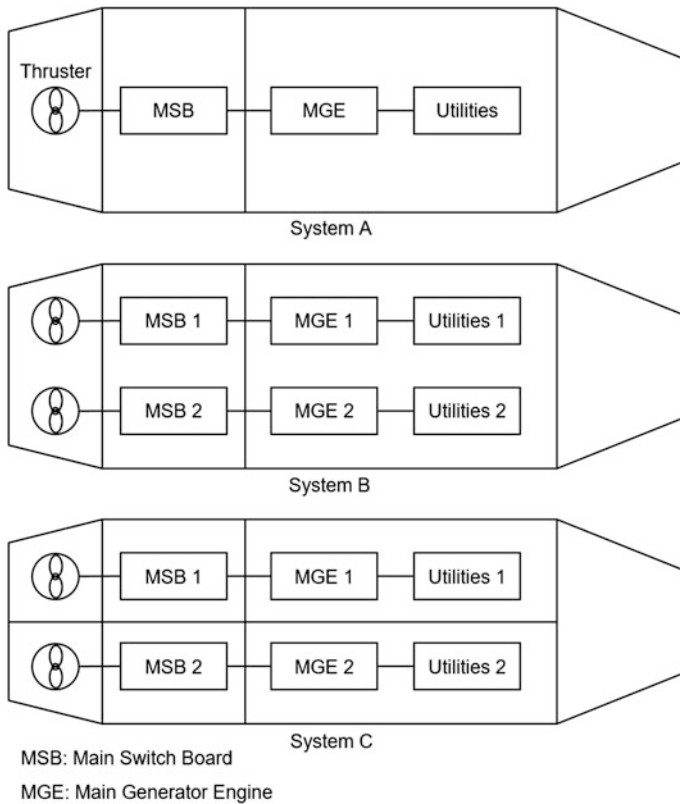 Thruster
MSB MGE Utilities
System A
MSB 1 MGE 1 Utilities 1
MSB 2 MGE 2 Utilities 2
System B
MSB 1 MGE 1 Utilities 1
MSB 2 MGE 2 Utilities 2
System C
MSB: Main Switch Board
MGE: Main Generator Engine